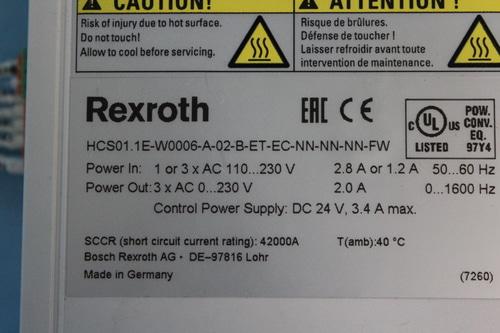 CAUTION!
Risk of injury due to hot surface.
Do not touch!
Allow to cool before servicing.
ATTENTION !
Risque de brûlures.
Défense de toucher !
Laisser refroidir avant toute
intervention de maintenance.
Rexroth
EAC CE
c UL us LISTED
POW.
CONV.
EQ.
97Y4
HCS01.1E-W0006-A-02-B-ET-EC-NN-NN-NN-FW
Power In: 1 or 3 x AC 110...230 V 2.8 A or 1.2 A 50...60 Hz
Power Out: 3 x AC 0...230 V 2.0 A 0...1600 Hz
Control Power Supply: DC 24 V, 3.4 A max.
SCCR (short circuit current rating): 42000A T(amb):40 °C
Bosch Rexroth AG • DE-97816 Lohr
Made in Germany (7260)